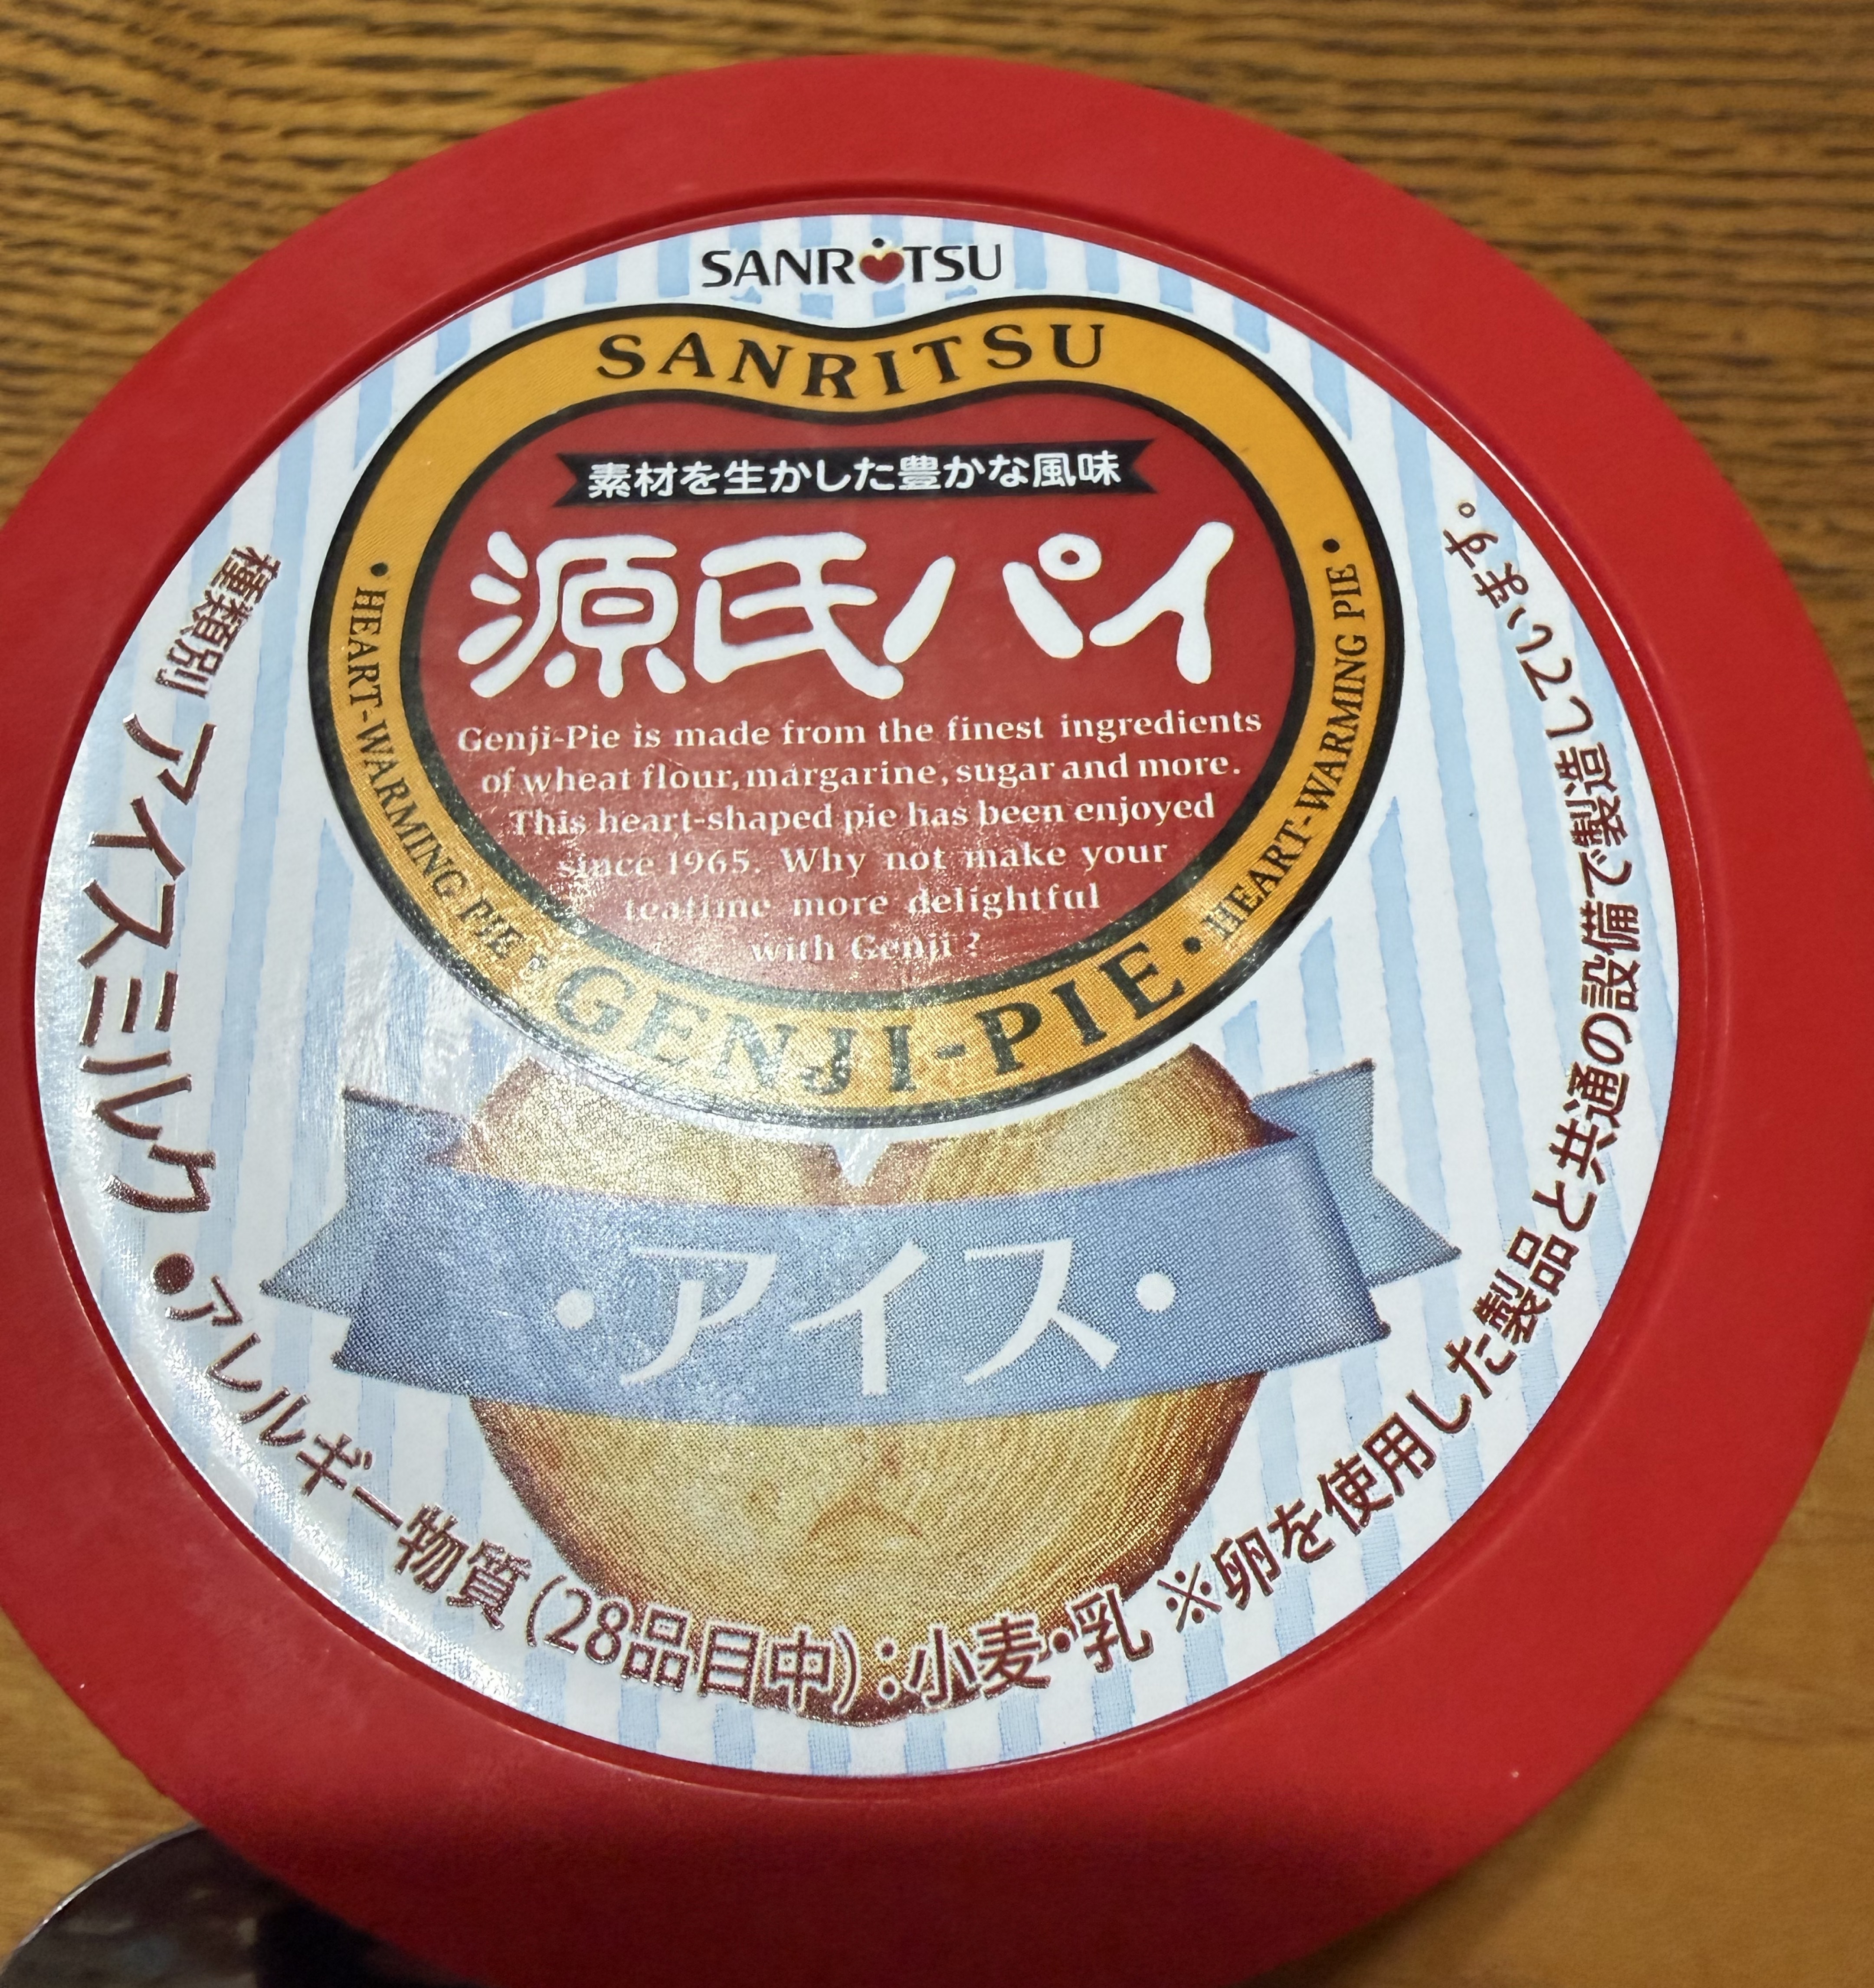 SANRITSU
SANRITSU
素材を生かした豊かな風味
源氏パイ
Genji-Pie is made from the finest ingredients
of wheat flour, margarine, sugar and more.
This heart-shaped pie has been enjoyed
since 1965. Why not make your
teatime more delightful
with Genji?
• HEART-WARMING PIE •
GENJI-PIE
• HEART-WARMING PIE •
・アイス・
種類別 アイスミルク
●アレルギー物質(28品目中):小麦・乳 ※卵を使用した製品と共通の設備で製造しています。